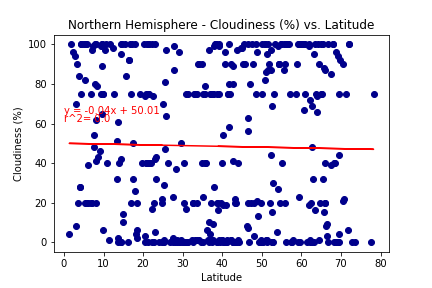 Northern Hemisphere - Cloudiness (%) vs. Latitude
100
80
60
40
20
0
Cloudiness (%)
y = -0.04x + 50.01
r^2= 0.0
0 10 20 30 40 50 60 70 80
Latitude